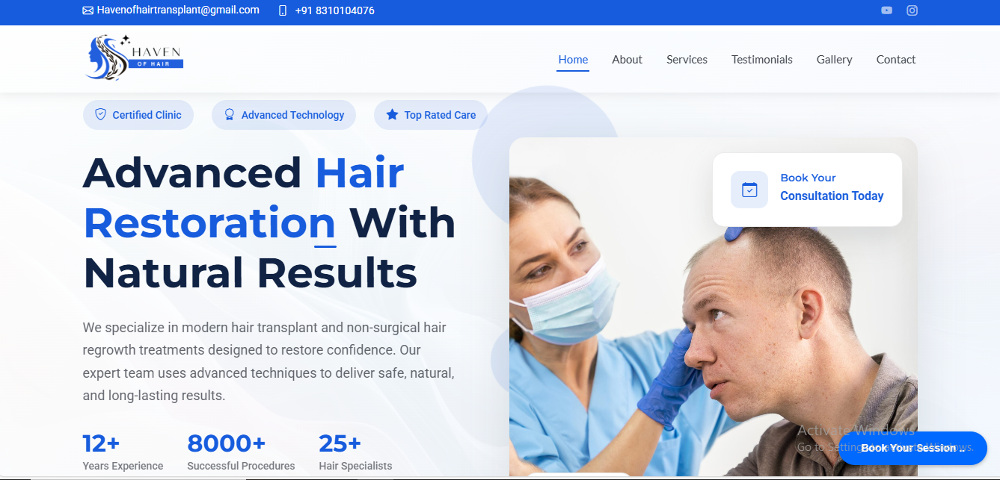 Havenofhairtransplant@gmail.com +91 8310104076
HAVEN
OF HAIR
Home About Services Testimonials Gallery Contact
Certified Clinic Advanced Technology Top Rated Care
Advanced Hair
Restoration With
Natural Results
We specialize in modern hair transplant and non-surgical hair
regrowth treatments designed to restore confidence. Our
expert team uses advanced techniques to deliver safe, natural,
and long-lasting results.
12+ 8000+ 25+
Years Experience Successful Procedures Hair Specialists
Book Your
Consultation Today
Activate Windows
Go to Settings to activate Windows.
Book Your Session ..